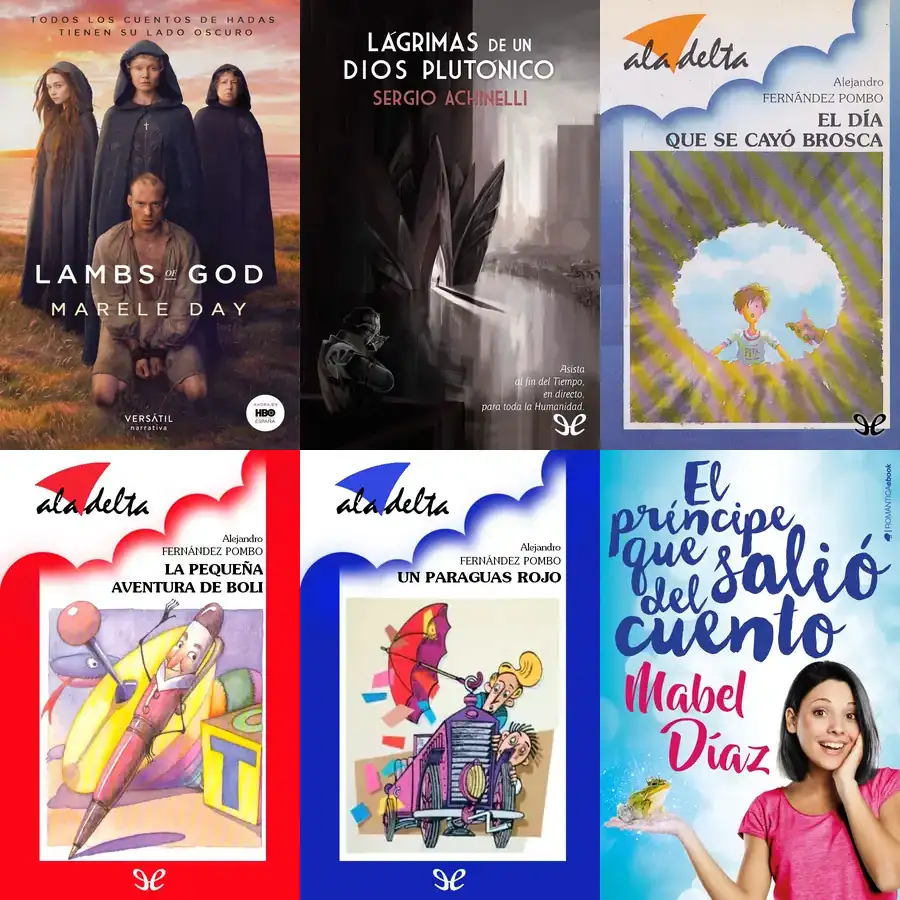 TODOS LOS CUENTOS DE HADAS
TIENEN SU LADO OSCURO
LAMBS OF GOD
MARELE DAY
VERSÁTIL
narrativa
AHORA EN
HBO
ESPAÑA
LÁGRIMAS DE UN
DIOS PLUTÓNICO
SERGIO ACHINELLI
Asista
al fin del Tiempo,
en directo,
para toda la Humanidad.
ala delta
Alejandro
FERNÁNDEZ POMBO
EL DÍA
QUE SE CAYÓ BROSCA
ala delta
Alejandro
FERNÁNDEZ POMBO
LA PEQUEÑA
AVENTURA DE BOLI
T
ala delta
Alejandro
FERNÁNDEZ POMBO
UN PARAGUAS ROJO
El
príncipe
que salió
del
cuento
Mabel
Díaz
ROMÁNTICAebook